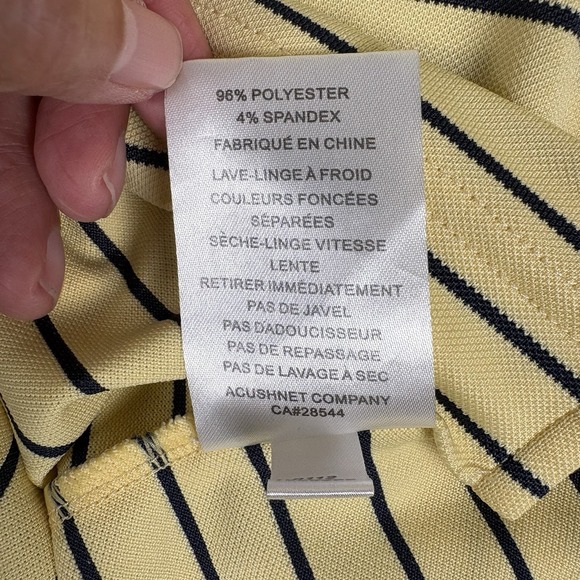 96% POLYESTER
4% SPANDEX
FABRIQUÉ EN CHINE
LAVE-LINGE À FROID
COULEURS FONCÉES
SÉPARÉES
SÈCHE-LINGE VITESSE
LENTE
RETIRER IMMÉDIATEMENT
PAS DE JAVEL
PAS D'ADOUCISSEUR
PAS DE REPASSAGE
PAS DE LAVAGE À SEC
ACUSHNET COMPANY
CA#28544